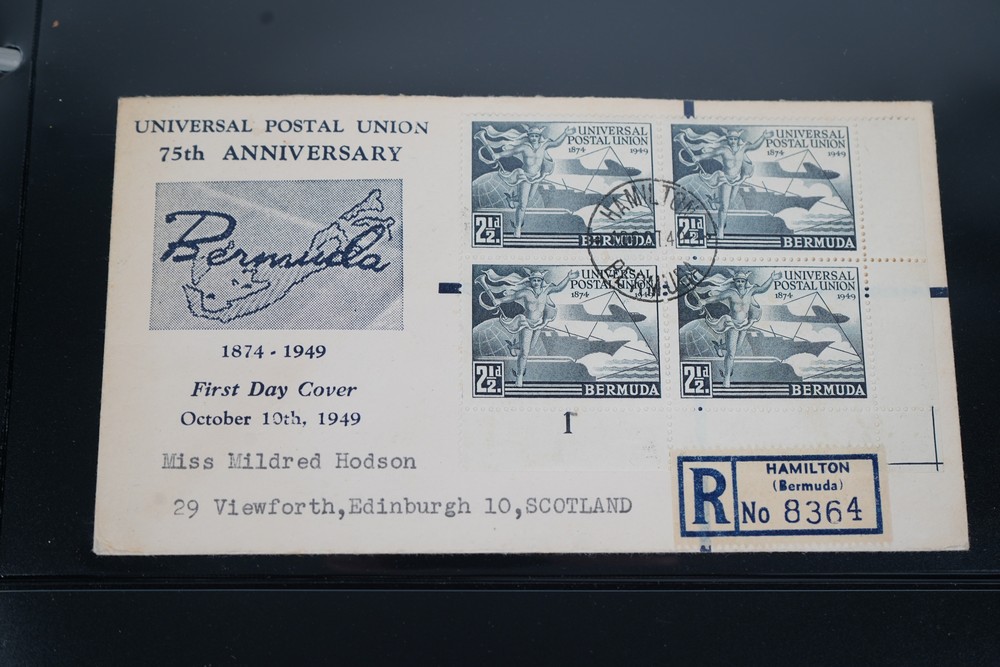 UNIVERSAL POSTAL UNION
75th ANNIVERSARY
Bermuda
1874 - 1949
First Day Cover
October 10th, 1949
Miss Mildred Hodson
29 Viewforth,Edinburgh 10,SCOTLAND
UNIVERSAL
POSTAL UNION
1874 1949
2½d.
BERMUDA
UNIVERSAL
POSTAL UNION
1874 1949
2½d.
BERMUDA
HAMILTON
UNIVERSAL
POSTAL UNION
1874 1949
2½d.
BERMUDA
UNIVERSAL
POSTAL UNION
1874 1949
2½d.
BERMUDA
1
R
HAMILTON
(Bermuda)
No 8364